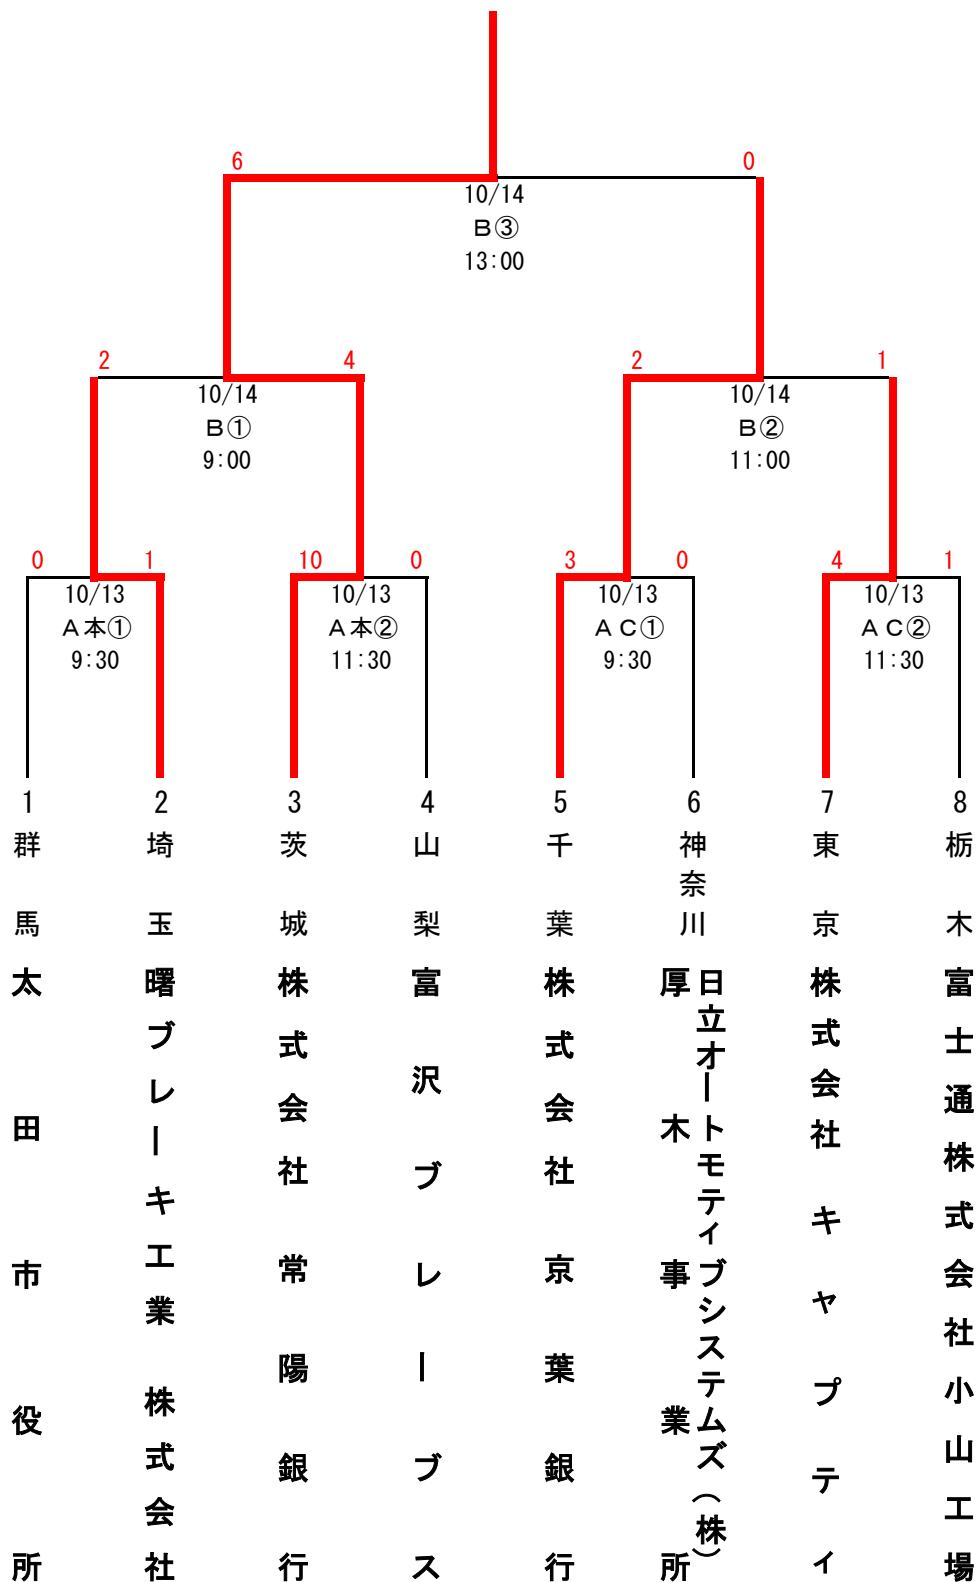 6
0
10/14
B③
13:00
2
4
10/14
B①
9:00
2
1
10/14
B②
11:00
0
1
10/13
A本①
9:30
10
0
10/13
A本②
11:30
3
0
10/13
AC①
9:30
4
1
10/13
AC②
11:30
1
群馬
太田市役所
2
埼玉
曙ブレーキ工業 株式会社
3
茨城
株式会社 常陽銀行
4
山梨
富沢ブレーブス
5
千葉
株式会社 京葉銀行
6
神奈川
日立オートモティブシステムズ(株)
厚木事業所
7
東京
株式会社 キャプティ
8
栃木
富士通株式会社小山工場